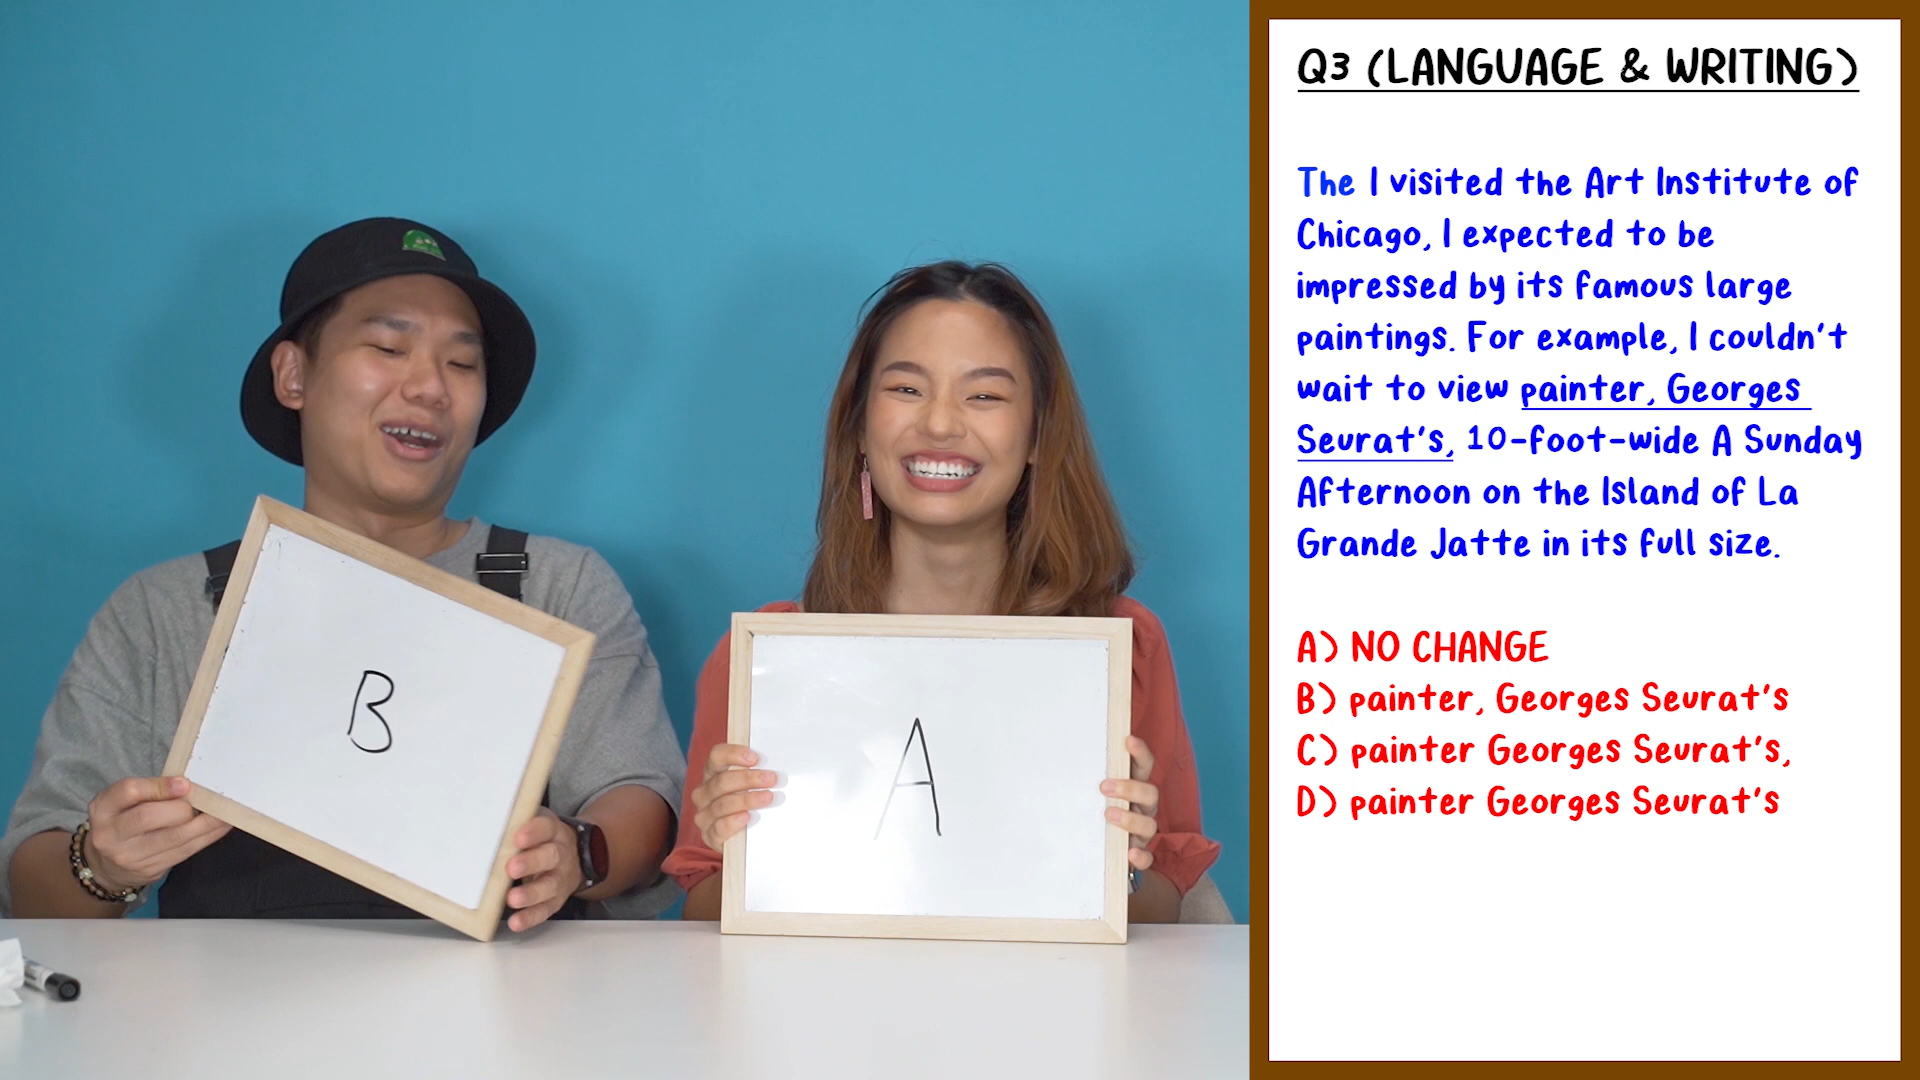 B
A
Q3 (LANGUAGE & WRITING)
The I visited the Art Institute of
Chicago, I expected to be
impressed by its famous large
paintings. For example, I couldn't
wait to view painter, Georges
Seurat's, 10-foot-wide A Sunday
Afternoon on the Island of La
Grande Jatte in its full size.
A) NO CHANGE
B) painter, Georges Seurat's
C) painter Georges Seurat's,
D) painter Georges Seurat's